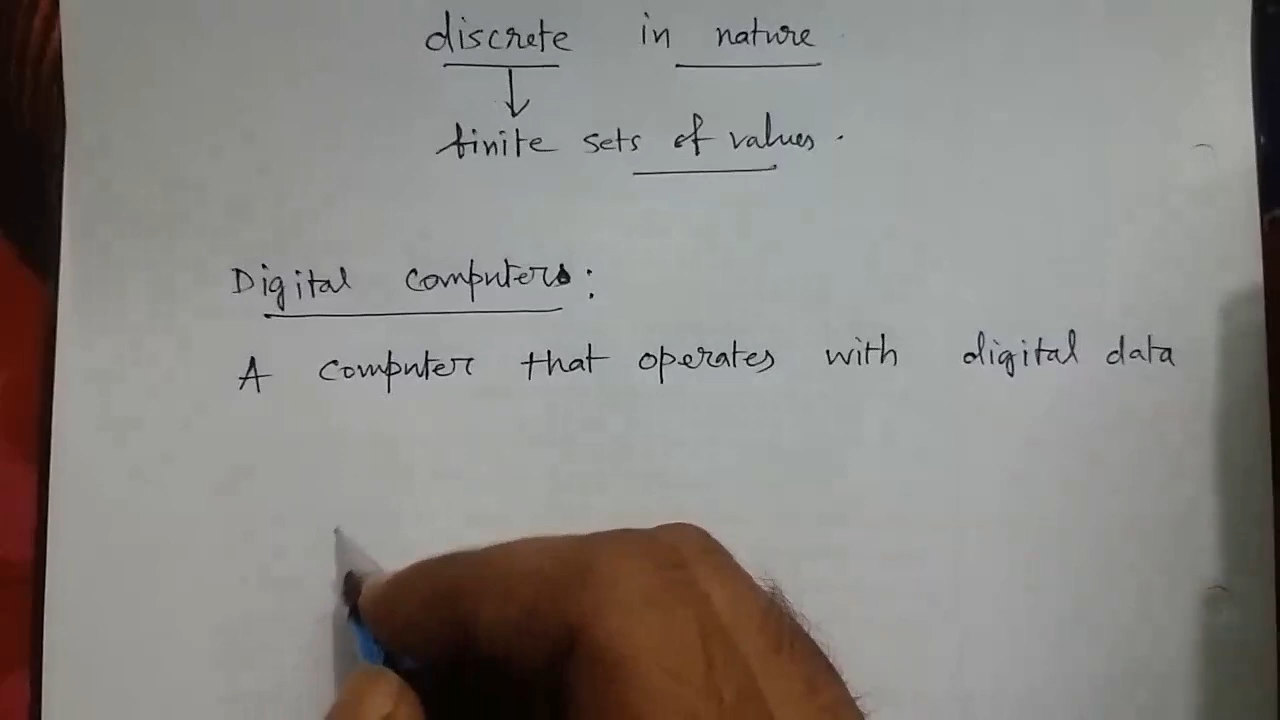 discrete in nature
finite sets of values.
Digital computers:
A computer that operates with digital data